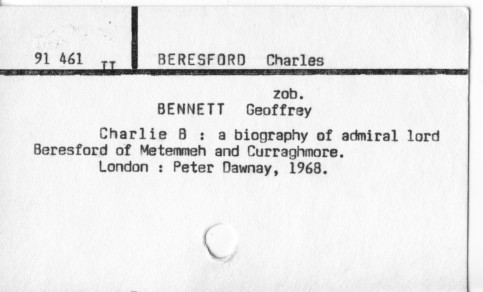 91 461 II BERESFORD Charles
zob.
BENNETT Geoffrey
Charlie B : a biography of admiral lord
Beresford of Metemmeh and Curraghmore.
London : Peter Dawnay, 1968.